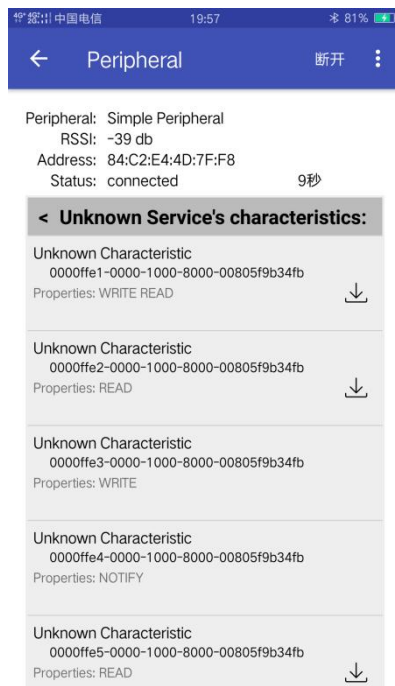 中国电信 19:57 81%
Peripheral 断开
Peripheral: Simple Peripheral
RSSI: -39 db
Address: 84:C2:E4:4D:7F:F8
Status: connected 9秒
< Unknown Service's characteristics:
Unknown Characteristic
0000ffe1-0000-1000-8000-00805f9b34fb
Properties: WRITE READ
Unknown Characteristic
0000ffe2-0000-1000-8000-00805f9b34fb
Properties: READ
Unknown Characteristic
0000ffe3-0000-1000-8000-00805f9b34fb
Properties: WRITE
Unknown Characteristic
0000ffe4-0000-1000-8000-00805f9b34fb
Properties: NOTIFY
Unknown Characteristic
0000ffe5-0000-1000-8000-00805f9b34fb
Properties: READ